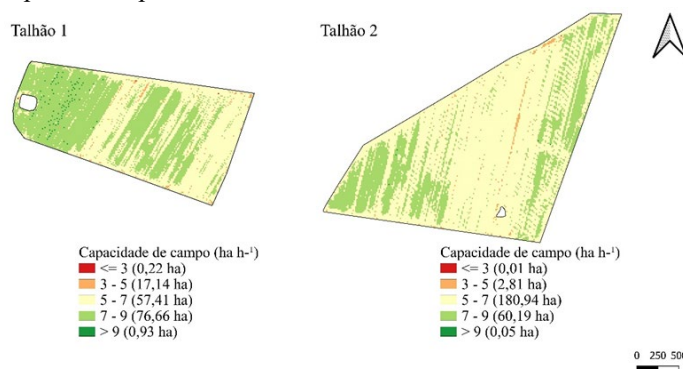 Talhão 1
Talhão 2
Capacidade de campo (ha h-¹)
<= 3 (0,22 ha)
3 - 5 (17,14 ha)
5 - 7 (57,41 ha)
7 - 9 (76,66 ha)
> 9 (0,93 ha)
Capacidade de campo (ha h-¹)
<= 3 (0,01 ha)
3 - 5 (2,81 ha)
5 - 7 (180,94 ha)
7 - 9 (60,19 ha)
> 9 (0,05 ha)
0 250 500